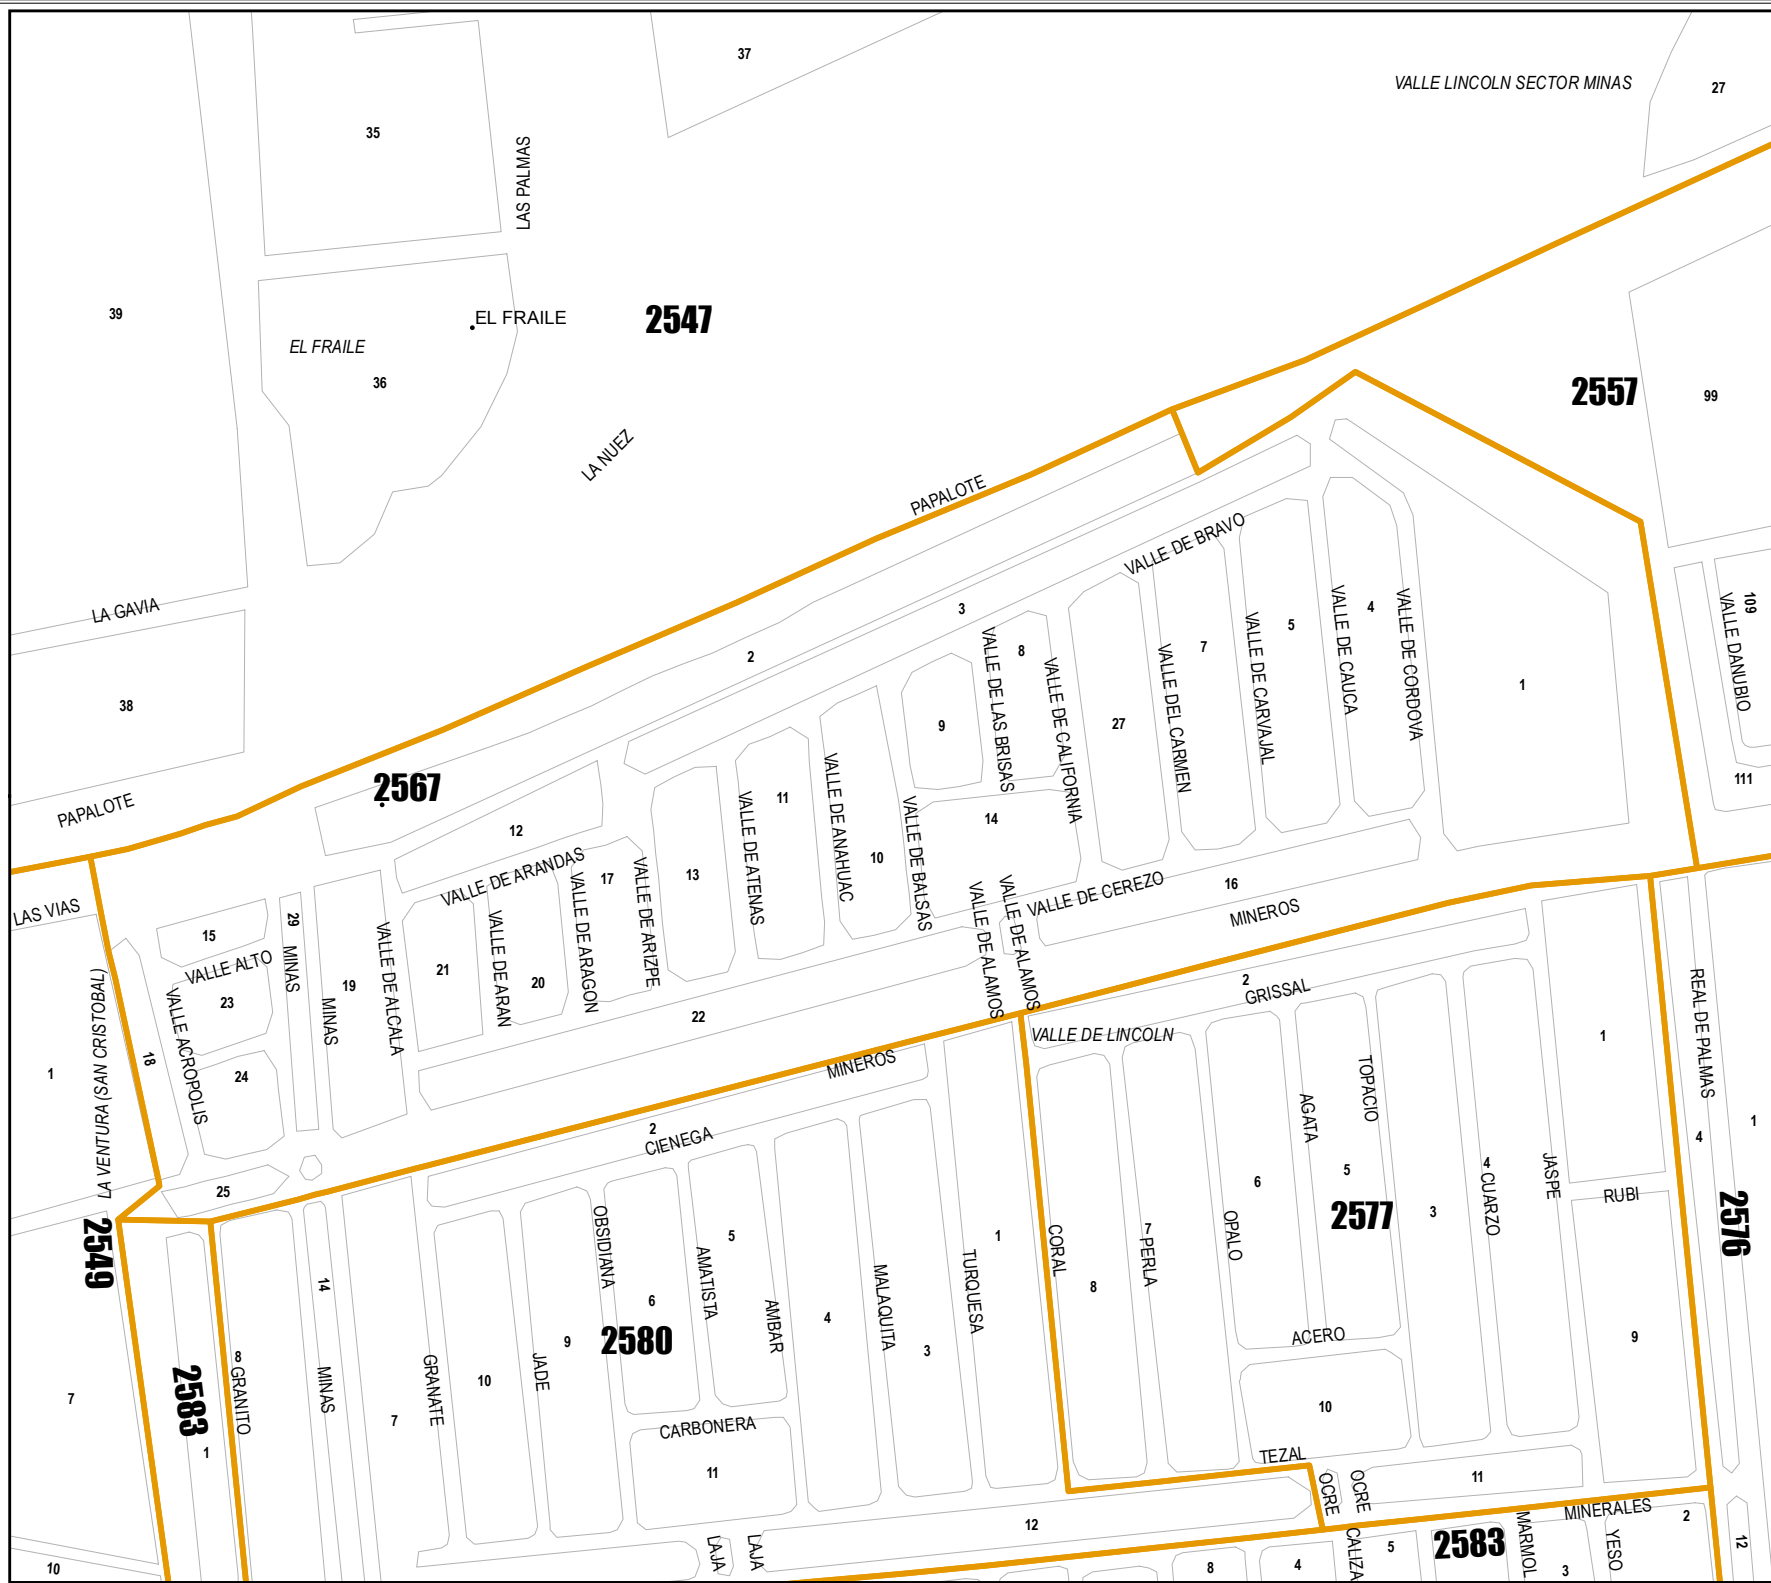 37
VALLE LINCOLN SECTOR MINAS
27
35
LAS PALMAS
39
EL FRAILE
EL FRAILE
36
2547
2557
99
LA NUEZ
PAPALOTE
VALLE DE BRAVO
LA GAVIA
38
PAPALOTE
2567
2
3
8
VALLE DE LAS BRISAS
VALLE DE CALIFORNIA
9
27
VALLE DEL CARMEN
7
VALLE DE CARVAJAL
5
VALLE DE CAUCA
4
VALLE DE CORDOVA
1
109
VALLE DANUBIO
111
12
VALLE DE ARANDAS
17
VALLE DE ARIZPE
13
VALLE DE ATENAS
11
VALLE DE ANAHUAC
10
VALLE DE BALSAS
14
VALLE DE CEREZO
16
MINEROS
VALLE DE ALAMOS
VALLE DE ALAMOS
LAS VIAS
15
29
MINAS
VALLE ALTO
23
VALLE ACROPOLIS
24
18
19
MINAS
VALLE DE ALCALA
21
VALLE DE ARAN
20
VALLE DE ARAGON
22
1
LA VENTURA (SAN CRISTOBAL)
25
MINEROS
2
CIENEGA
VALLE DE LINCOLN
2
GRISSAL
REAL DE PALMAS
1
4
1
TOPACIO
AGATA
5
6
2577
3
4
CUARZO
JASPE
RUBI
2576
2549
2583
8
GRANITO
1
7
10
14
MINAS
7
GRANATE
10
JADE
9
OBSIDIANA
6
2580
AMATISTA
5
AMBAR
4
MALAQUITA
3
TURQUESA
1
CORAL
8
7
PERLA
OPALO
ACERO
9
10
CARBONERA
11
TEZAL
11
OCRE
OCRE
12
LAJA
LAJA
MINERALES
2
CALIZA
5
2583
MARMOL
3
YESO
12
8
4